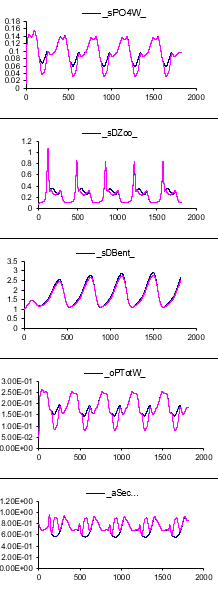 _sPO4W_
0.18
0.16
0.14
0.12
0.1
0.08
0.06
0.04
0.02
0
0 500 1000 1500 2000
_sDZoo_
1.2
1
0.8
0.6
0.4
0.2
0
0 500 1000 1500 2000
_sDBent_
3.5
3
2.5
2
1.5
1
0 500 1000 1500 2000
_oPTotW_
3.00E-01
2.50E-01
2.00E-01
1.50E-01
1.00E-01
5.00E-02
0.00E+00
0 500 1000 1500 2000
_aSec...
1.20E+00
1.00E+00
8.00E-01
6.00E-01
4.00E-01
2.00E-01
0.00E+00
0 500 1000 1500 2000